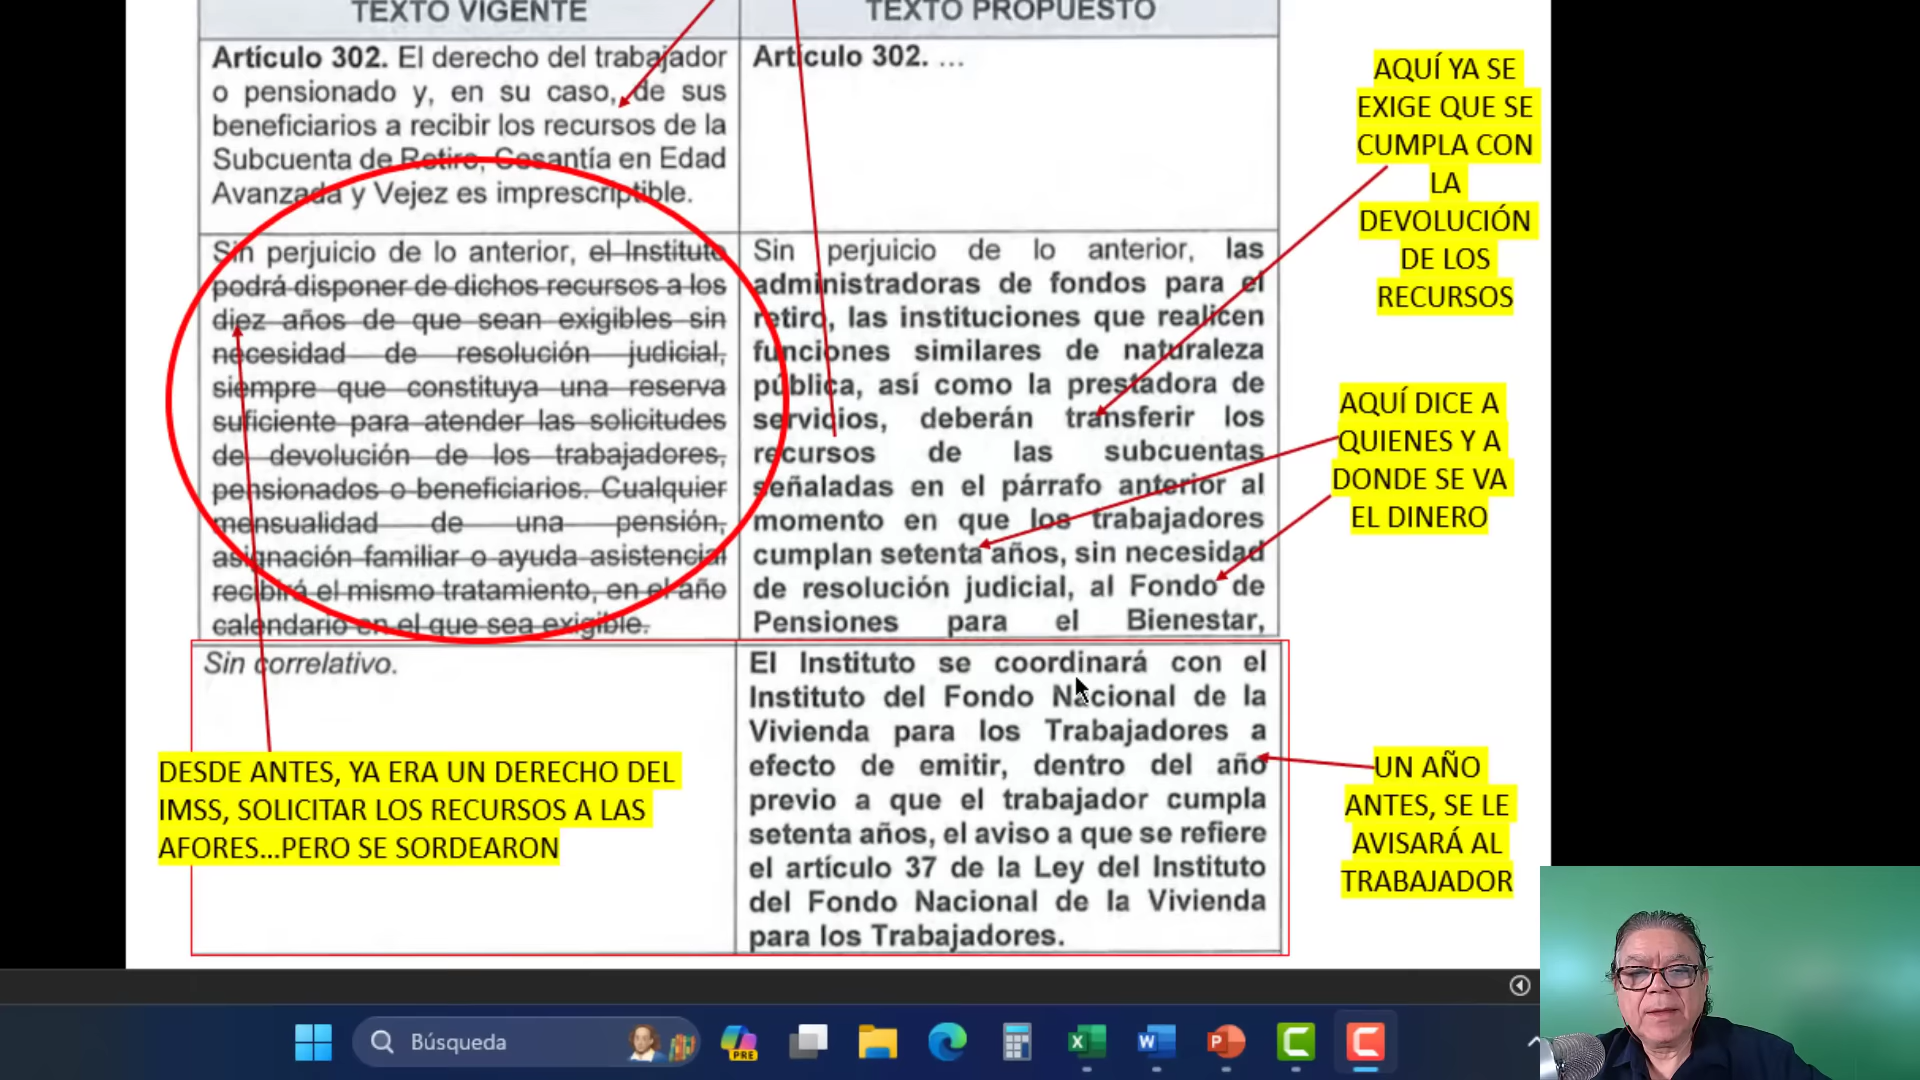 TEXTO VIGENTE
TEXTO PROPUESTO
Artículo 302. El derecho del trabajador
o pensionado y, en su caso, de sus
beneficiarios a recibir los recursos de la
Subcuenta de Retiro, Cesantía en Edad
Avanzada y Vejez es imprescriptible.
Artículo 302. ...
Sin perjuicio de lo anterior, el Instituto
podrá disponer de dichos recursos a los
diez años de que sean exigibles sin
necesidad de resolución judicial,
siempre que constituya una reserva
suficiente para atender las solicitudes
de devolución de los trabajadores,
pensionados o beneficiarios. Cualquier
mensualidad de una pensión,
asignación familiar o ayuda asistencial
recibirá el mismo tratamiento, en el año
calendario en el que sea exigible.
Sin perjuicio de lo anterior, las
administradoras de fondos para el
retiro, las instituciones que realicen
funciones similares de naturaleza
pública, así como la prestadora de
servicios, deberán transferir los
recursos de las subcuentas
señaladas en el párrafo anterior al
momento en que los trabajadores
cumplan setenta años, sin necesidad
de resolución judicial, al Fondo de
Pensiones para el Bienestar,
Sin correlativo.
El Instituto se coordinará con el
Instituto del Fondo Nacional de la
Vivienda para los Trabajadores a
efecto de emitir, dentro del año
previo a que el trabajador cumpla
setenta años, el aviso a que se refiere
el artículo 37 de la Ley del Instituto
del Fondo Nacional de la Vivienda
para los Trabajadores.
DESDE ANTES, YA ERA UN DERECHO DEL
IMSS, SOLICITAR LOS RECURSOS A LAS
AFORES...PERO SE SORDEARON
AQUÍ YA SE
EXIGE QUE SE
CUMPLA CON
LA
DEVOLUCIÓN
DE LOS
RECURSOS
AQUÍ DICE A
QUIENES Y A
DONDE SE VA
EL DINERO
UN AÑO
ANTES, SE LE
AVISARÁ AL
TRABAJADOR
Búsqueda
PRE